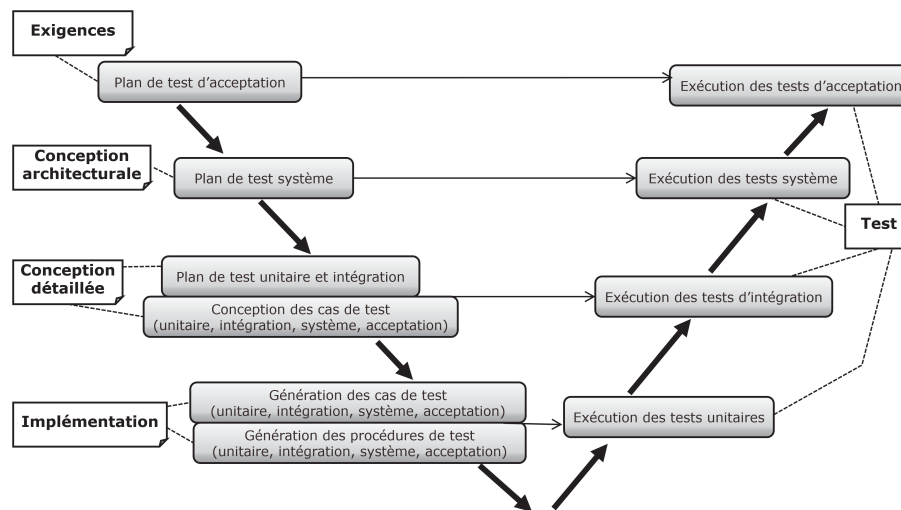 Exigences
Plan de test d'acceptation
Exécution des tests d'acceptation
Conception
architecturale
Plan de test système
Exécution des tests système
Test
Conception
détaillée
Plan de test unitaire et intégration
Conception des cas de test
(unitaire, intégration, système, acceptation)
Exécution des tests d'intégration
Implémentation
Génération des cas de test
(unitaire, intégration, système, acceptation)
Génération des procédures de test
(unitaire, intégration, système, acceptation)
Exécution des tests unitaires